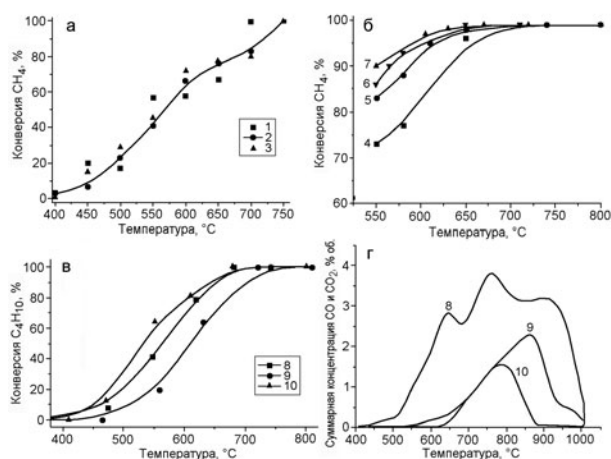 а
Конверсия CH₄, %
100
80
60
40
20
0
400 450 500 550 600 650 700 750
Температура, °C
1
2
3
б
Конверсия CH₄, %
100
90
80
70
60
550 600 650 700 750 800
Температура, °C
7
6
5
4
в
Конверсия C₄H₁₀, %
100
80
60
40
20
0
400 500 600 700 800
Температура, °C
8
9
10
г
Суммарная концентрация CO и CO₂, % об.
5
4
3
2
1
0
400 500 600 700 800 900 1000
Температура, °C
8
9
10